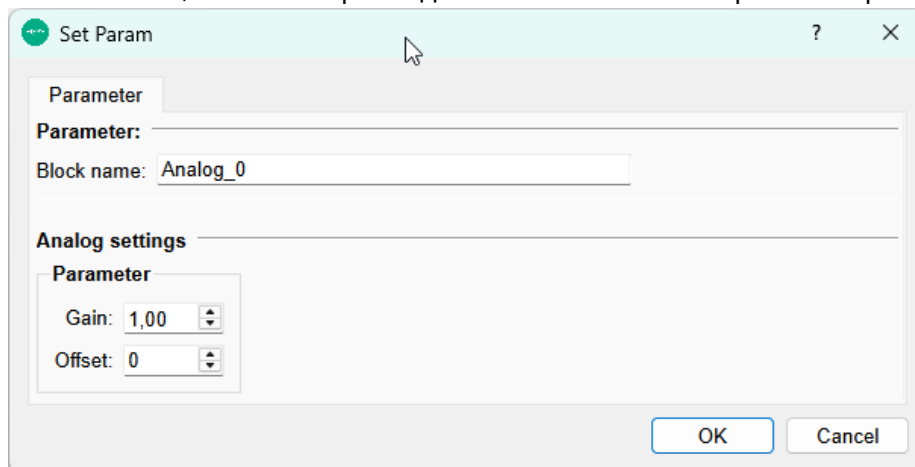 Set Param ?
Parameter
Parameter:
Block name: Analog_0
Analog settings
Parameter
Gain: 1,00
Offset: 0
OK Cancel